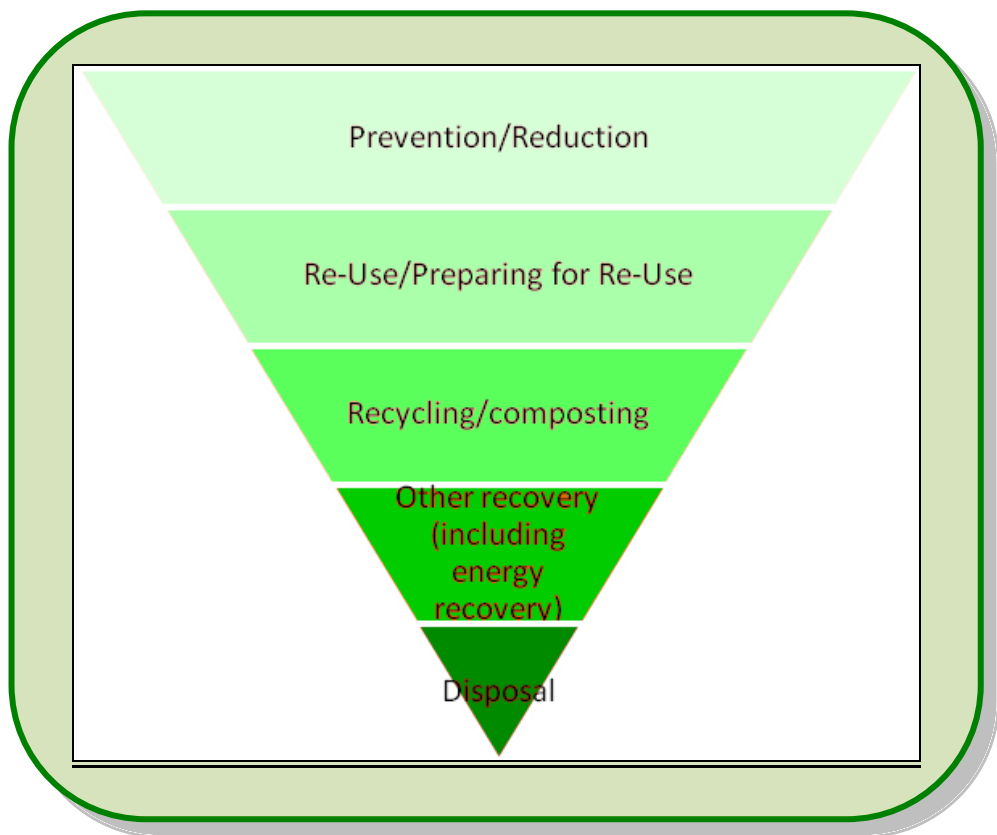 Prevention/Reduction
Re-Use/Preparing for Re-Use
Recycling/composting
Other recovery
(including
energy
recovery)
Disposal